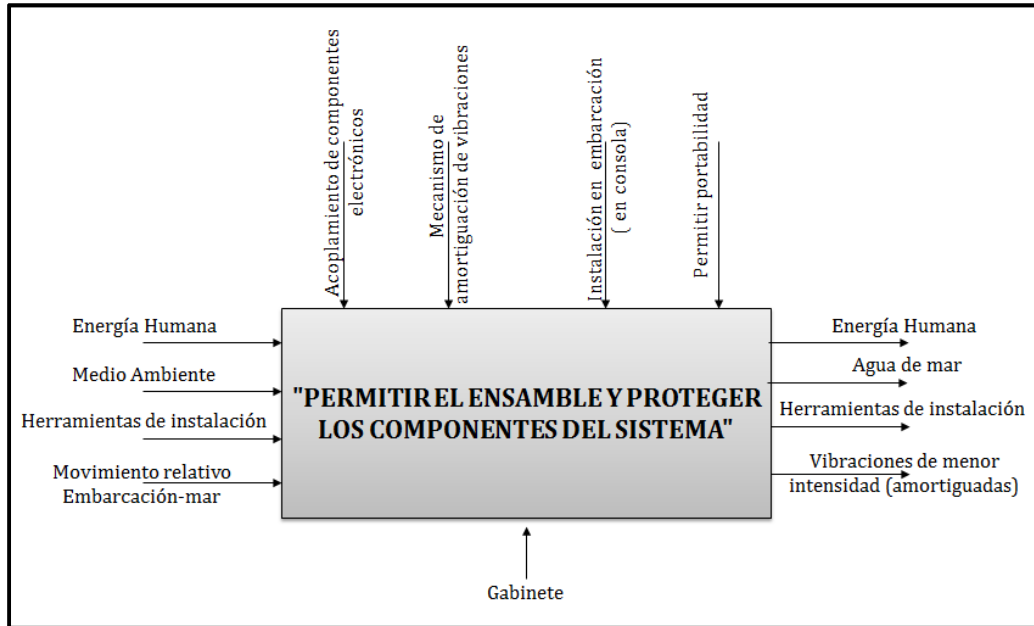 Acoplamiento de componentes
electrónicos
Mecanismo de
amortiguación de vibraciones
Instalación en embarcación
( en consola)
Permitir portabilidad
Energía Humana
Medio Ambiente
Herramientas de instalación
Movimiento relativo
Embarcación-mar
"PERMITIR EL ENSAMBLE Y PROTEGER
LOS COMPONENTES DEL SISTEMA"
Energía Humana
Agua de mar
Herramientas de instalación
Vibraciones de menor
intensidad (amortiguadas)
Gabinete